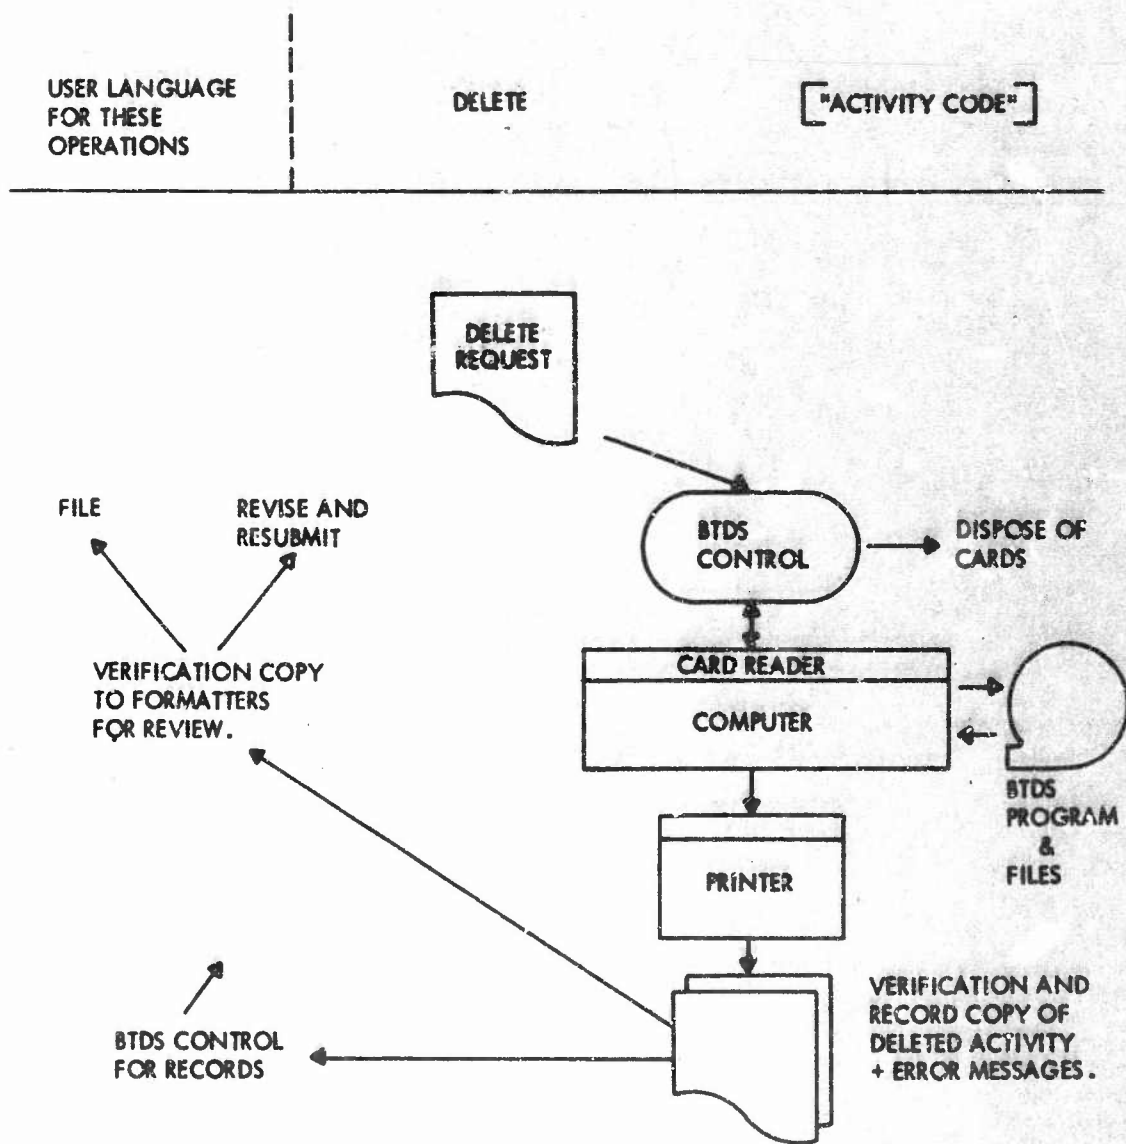 USER LANGUAGE
FOR THESE
OPERATIONS
DELETE
["ACTIVITY CODE"]
DELETE
REQUEST
FILE
REVISE AND
RESUBMIT
BTDS
CONTROL
DISPOSE OF
CARDS
VERIFICATION COPY
TO FORMATTERS
FOR REVIEW.
CARD READER
COMPUTER
BTDS
PROGRAM
&
FILES
PRINTER
VERIFICATION AND
RECORD COPY OF
DELETED ACTIVITY
+ ERROR MESSAGES.
BTDS CONTROL
FOR RECORDS